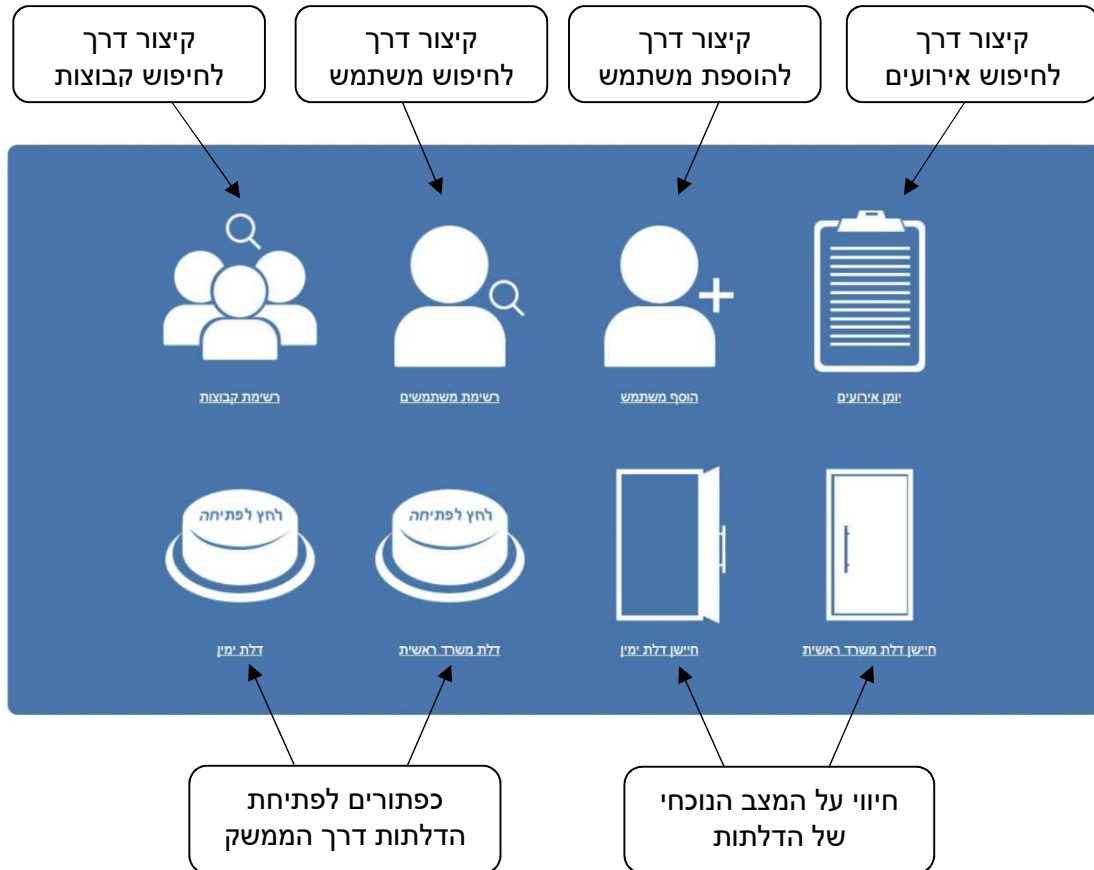 קיצור דרך
לחיפוש אירועים
קיצור דרך
להוספת משתמש
קיצור דרך
לחיפוש משתמש
קיצור דרך
לחיפוש קבוצות
יומן אירועים
הוסף משתמש
רשימת משתמשים
רשימת קבוצות
לחץ לפתיחה
לחץ לפתיחה
חיישן דלת משרד ראשית
חיישן דלת ימין
דלת משרד ראשית
דלת ימין
חיווי על המצב הנוכחי
של הדלתות
כפתורים לפתיחת
הדלתות דרך הממשק